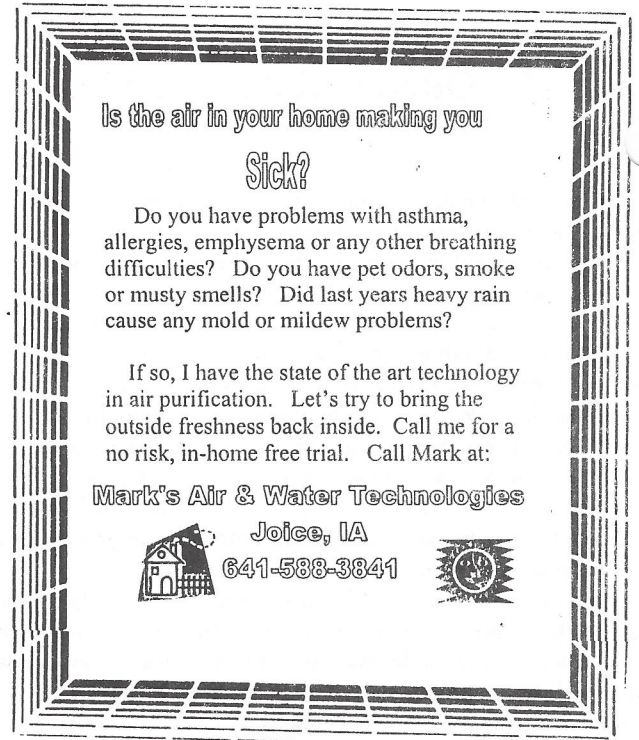 Is the air in your home making you
Sick?
Do you have problems with asthma,
allergies, emphysema or any other breathing
difficulties? Do you have pet odors, smoke
or musty smells? Did last years heavy rain
cause any mold or mildew problems?
If so, I have the state of the art technology
in air purification. Let's try to bring the
outside freshness back inside. Call me for a
no risk, in-home free trial. Call Mark at:
Mark's Air & Water Technologies
Joice, IA
641-588-3841